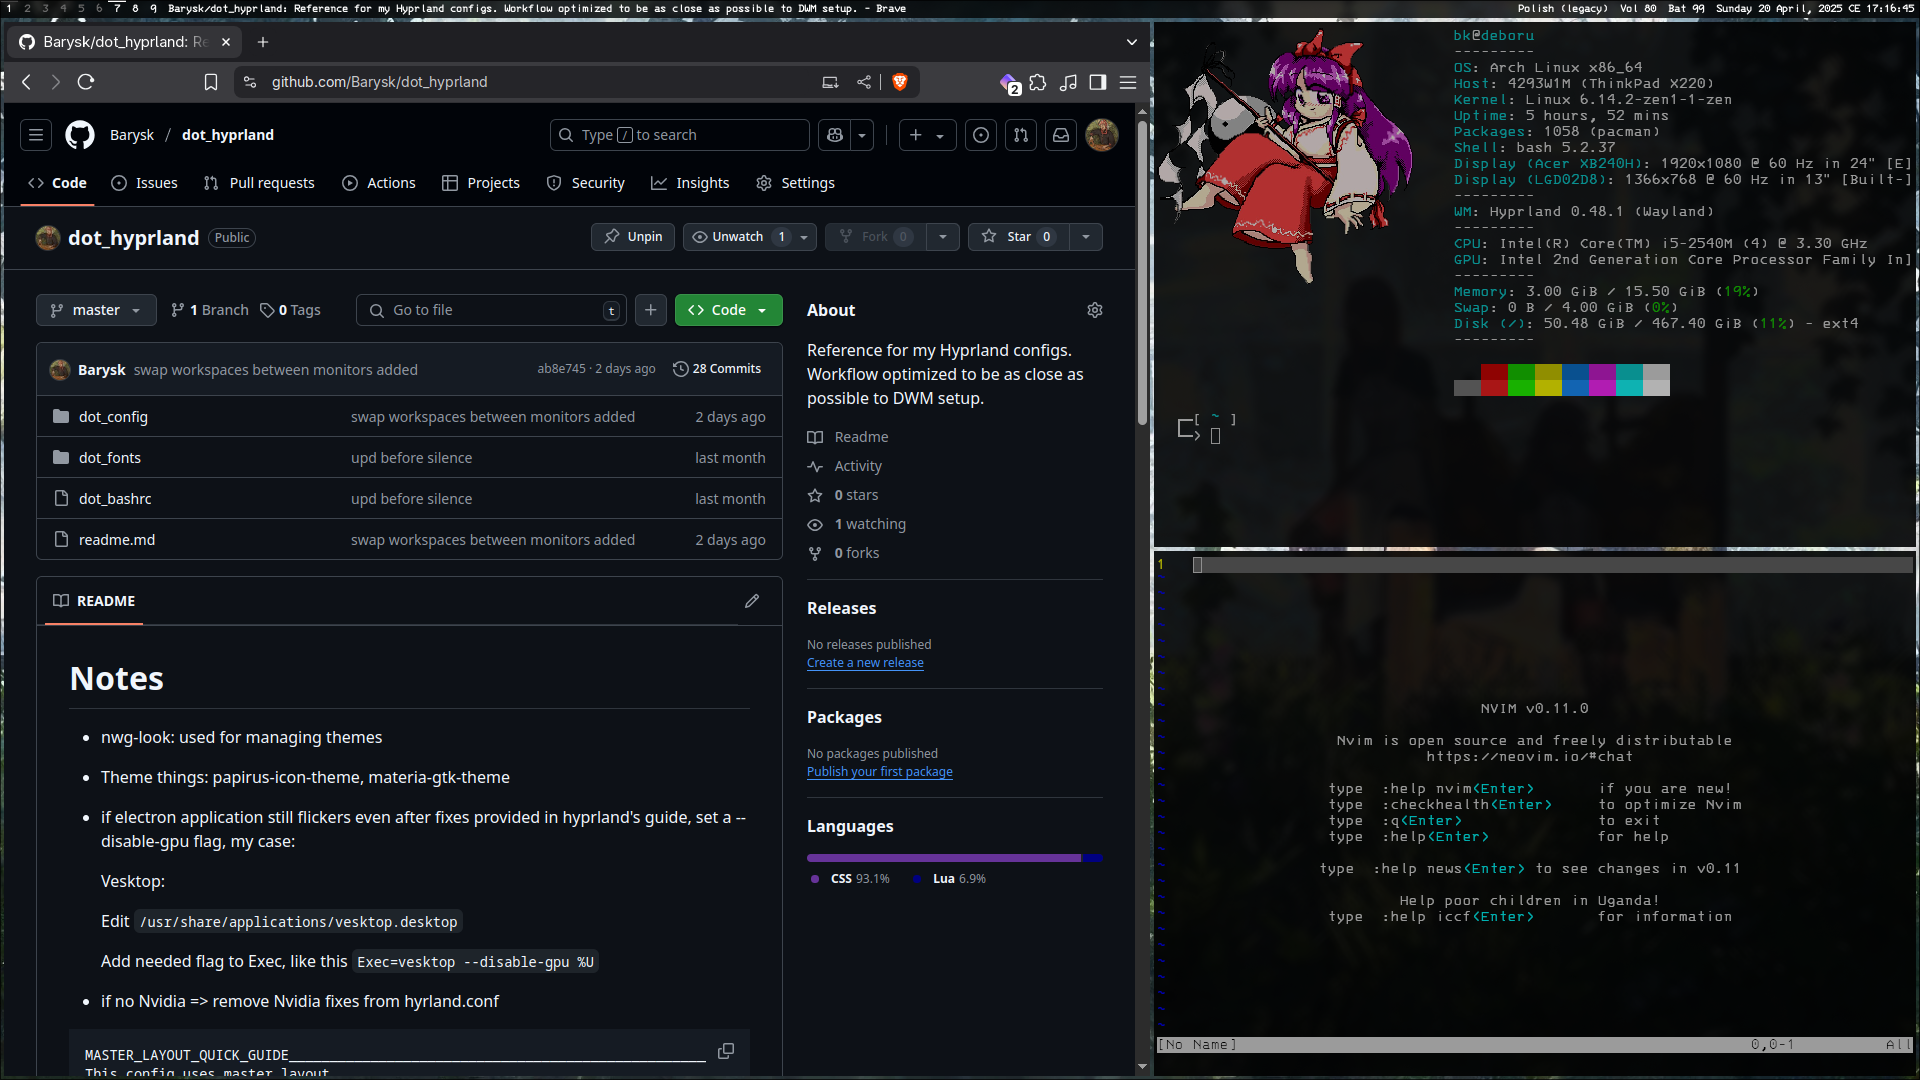 1 2 3 4 5 6 7 8 9 Barysk/dot_hyprland: Reference for my Hyprland configs. Workflow optimized to be as close as possible to DWM setup. - Brave
Polish (legacy) Vol 80 Bat 99 Sunday 20 April, 2025 CE 17:16:45
Barysk/dot_hyprland: Re
github.com/Barysk/dot_hyprland
2
Barysk / dot_hyprland
Type / to search
Code Issues Pull requests Actions Projects Security Insights Settings
dot_hyprland Public
Unpin Unwatch 1 Fork 0 Star 0
master 1 Branch 0 Tags Go to file t Code
Barysk swap workspaces between monitors added ab8e745 · 2 days ago 28 Commits
dot_config swap workspaces between monitors added 2 days ago
dot_fonts upd before silence last month
dot_bashrc upd before silence last month
readme.md swap workspaces between monitors added 2 days ago
README
Notes
• nwg-look: used for managing themes
• Theme things: papirus-icon-theme, materia-gtk-theme
• if electron application still flickers even after fixes provided in hyprland's guide, set a --
disable-gpu flag, my case:
Vesktop:
Edit /usr/share/applications/vesktop.desktop
Add needed flag to Exec, like this Exec=vesktop --disable-gpu %U
• if no Nvidia => remove Nvidia fixes from hyrland.conf
MASTER_LAYOUT_QUICK_GUIDE___________________________________________________
This config uses master layout
About
Reference for my Hyprland configs.
Workflow optimized to be as close as
possible to DWM setup.
Readme
Activity
0 stars
1 watching
0 forks
Releases
No releases published
Create a new release
Packages
No packages published
Publish your first package
Languages
CSS 93.1% Lua 6.9%
bk@deboru
---------
OS: Arch Linux x86_64
Host: 4293W1M (ThinkPad X220)
Kernel: Linux 6.14.2-zen1-1-zen
Uptime: 5 hours, 52 mins
Packages: 1058 (pacman)
Shell: bash 5.2.37
Display (Acer XB240H): 1920x1080 @ 60 Hz in 24" [E]
Display (LGD02D8): 1366x768 @ 60 Hz in 13" [Built-]
---------
WM: Hyprland 0.48.1 (Wayland)
---------
CPU: Intel(R) Core(TM) i5-2540M (4) @ 3.30 GHz
GPU: Intel 2nd Generation Core Processor Family In]
---------
Memory: 3.00 GiB / 15.50 GiB (19%)
Swap: 0 B / 4.00 GiB (0%)
Disk (/): 50.48 GiB / 467.40 GiB (11%) - ext4
---------
[ ~ ]
>
1
NVIM v0.11.0
Nvim is open source and freely distributable
https://neovim.io/#chat
type :help nvim<Enter> if you are new!
type :checkhealth<Enter> to optimize Nvim
type :q<Enter> to exit
type :help<Enter> for help
type :help news<Enter> to see changes in v0.11
Help poor children in Uganda!
type :help iccf<Enter> for information
[No Name] 0,0-1 All